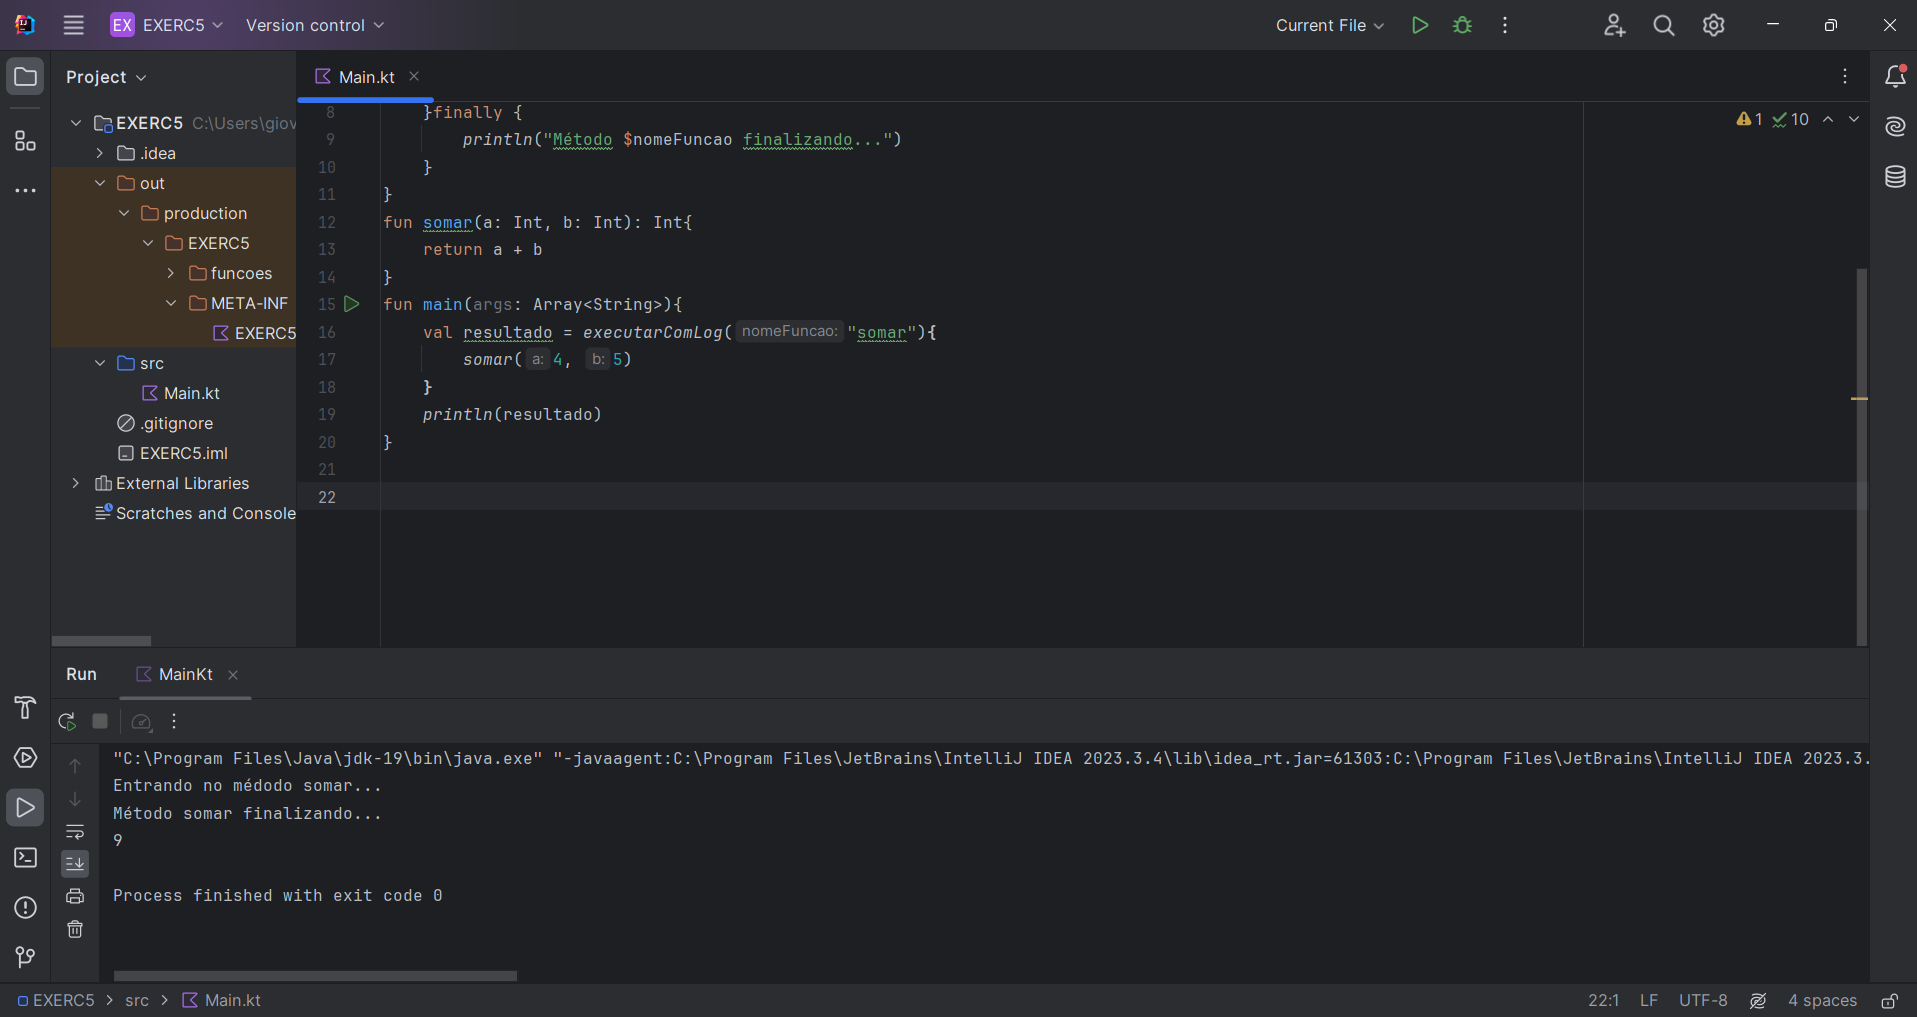 EX EXERC5 Version control Current File
Project
Main.kt
EXERC5 C:\Users\giov
.idea
out
production
EXERC5
funcoes
META-INF
EXERC5
src
Main.kt
.gitignore
EXERC5.iml
External Libraries
Scratches and Console
1 10
8 }finally {
9 println("Método $nomeFuncao finalizando...")
10 }
11 }
12 fun somar(a: Int, b: Int): Int{
13 return a + b
14 }
15 fun main(args: Array<String>){
16 val resultado = executarComLog( nomeFuncao: "somar"){
17 somar( a: 4, b: 5)
18 }
19 println(resultado)
20 }
21
22
Run MainKt
"C:\Program Files\Java\jdk-19\bin\java.exe" "-javaagent:C:\Program Files\JetBrains\IntelliJ IDEA 2023.3.4\lib\idea_rt.jar=61303:C:\Program Files\JetBrains\IntelliJ IDEA 2023.3.
Entrando no médodo somar...
Método somar finalizando...
9
Process finished with exit code 0
EXERC5 > src > Main.kt 22:1 LF UTF-8 4 spaces